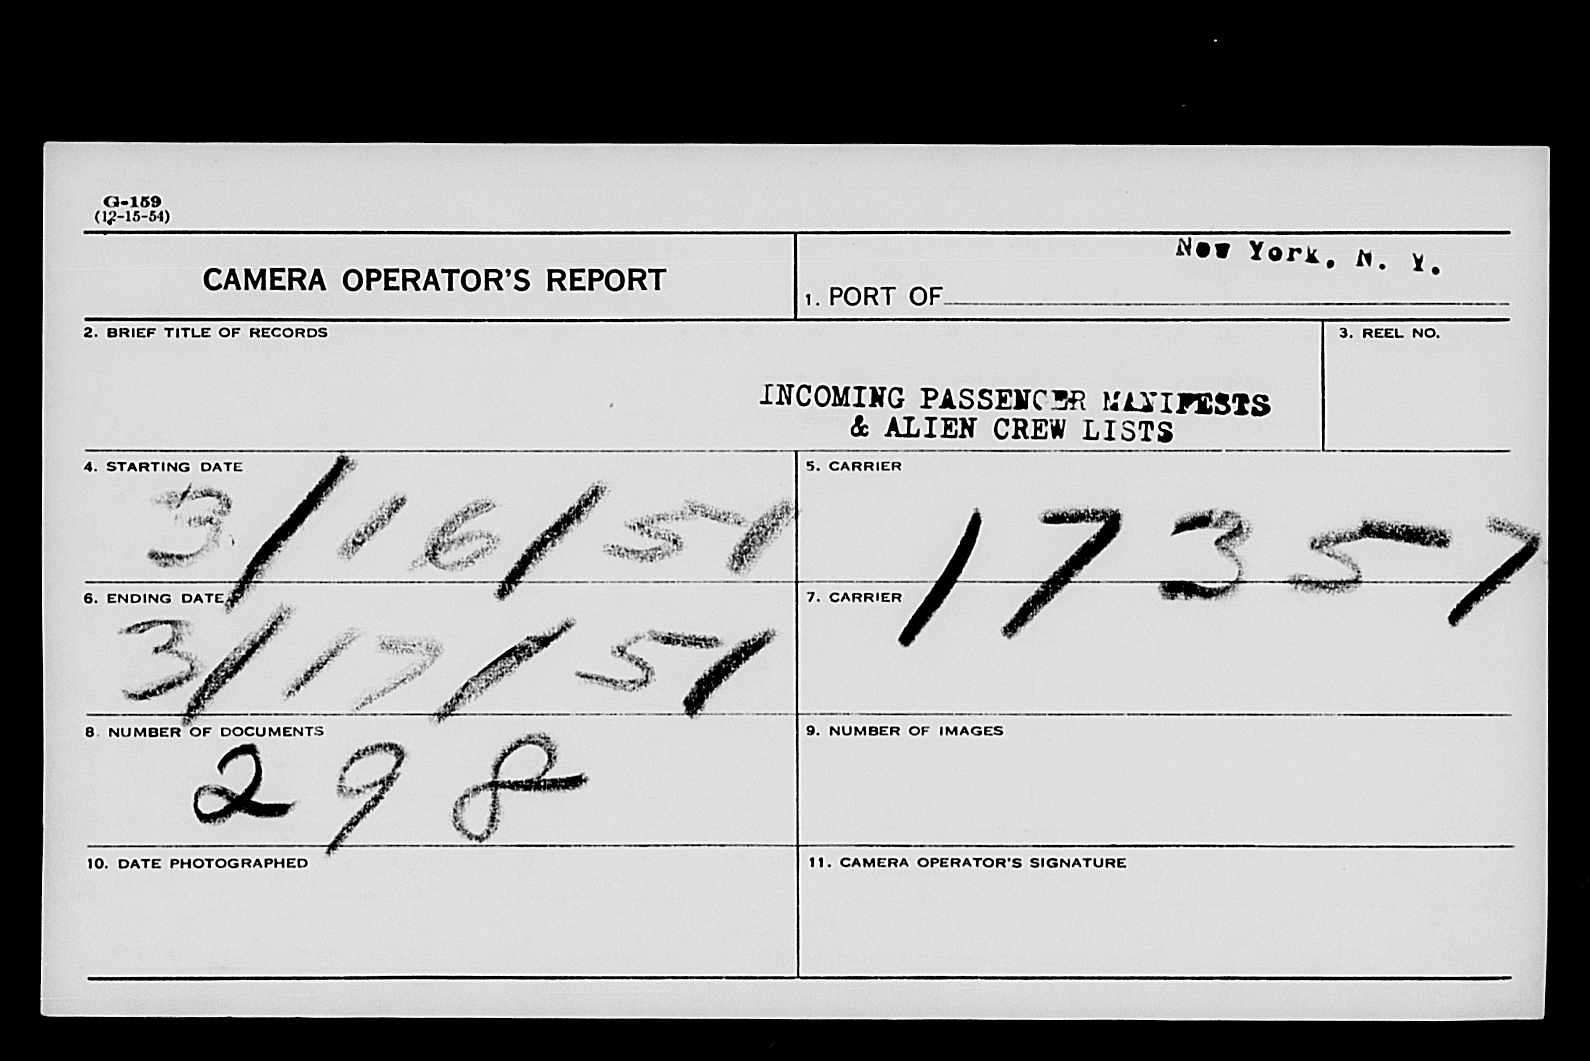 G-159
(12-15-54)
CAMERA OPERATOR'S REPORT
1. PORT OF New York, N. Y.
2. BRIEF TITLE OF RECORDS
3. REEL NO.
INCOMING PASSENGER MANIFESTS
& ALIEN CREW LISTS
4. STARTING DATE
3/16/51
5. CARRIER
17357
6. ENDING DATE
3/17/51
7. CARRIER
8. NUMBER OF DOCUMENTS
298
9. NUMBER OF IMAGES
10. DATE PHOTOGRAPHED
11. CAMERA OPERATOR'S SIGNATURE